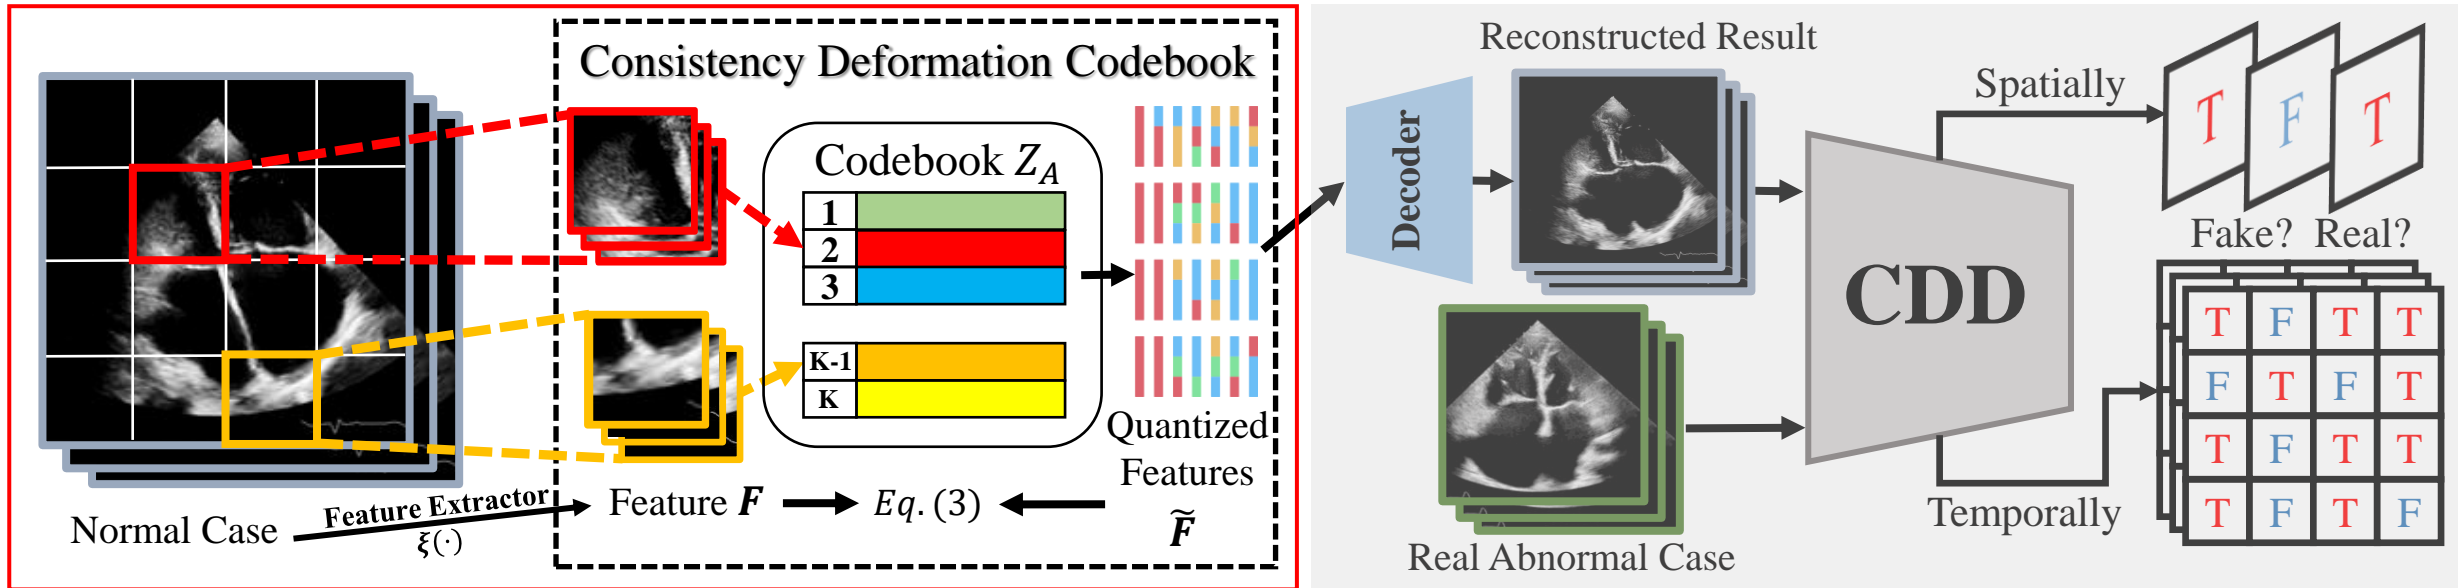 Consistency Deformation Codebook
Codebook Z_A
1
2
3
K-1
K
Quantized
Features
Normal Case
Feature Extractor
ξ(·)
Feature F
Eq. (3)
F̃
Decoder
Reconstructed Result
Real Abnormal Case
CDD
Spatially
T F T
Fake? Real?
Temporally
T F T T
F T F T
T F T T
T F T F